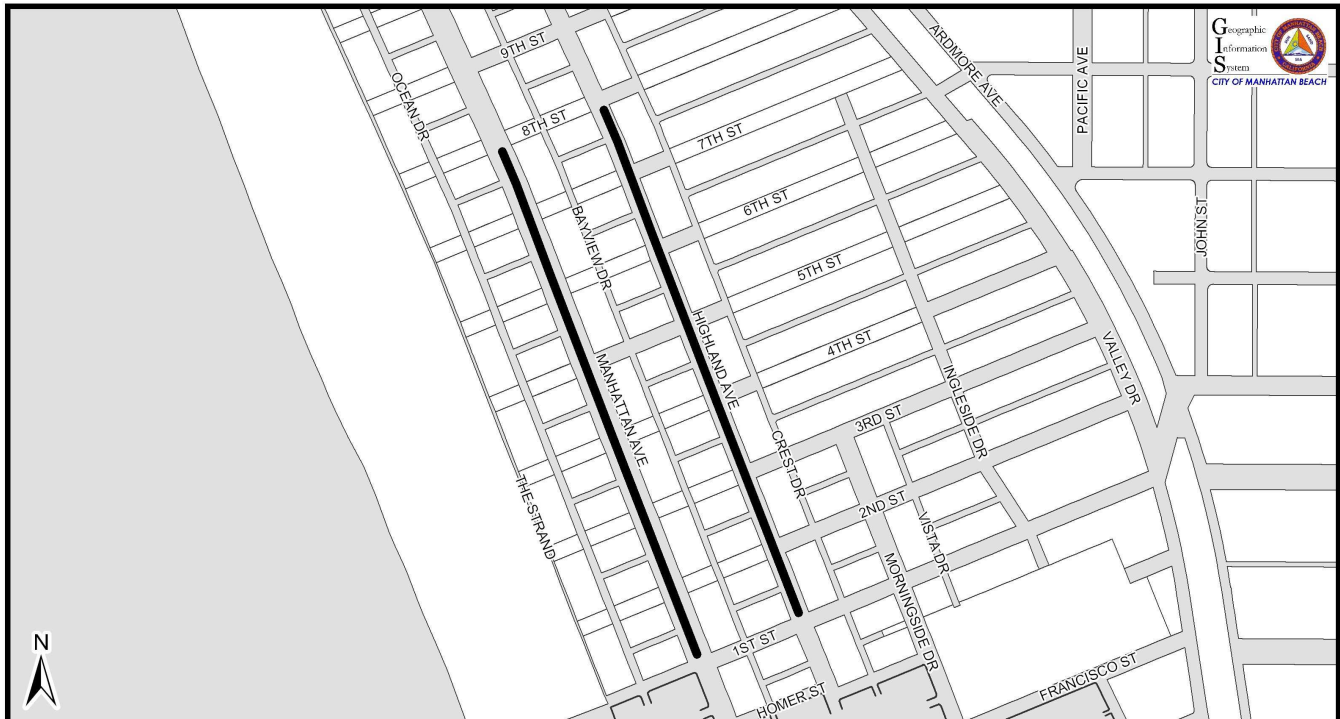 Geographic
Information
System
CITY OF MANHATTAN BEACH
9TH ST
OCEAN DR
8TH ST
7TH ST
ARDMORE AVE
PACIFIC AVE
6TH ST
JOHN ST
BAYVIEW DR
5TH ST
HIGHLAND AVE
4TH ST
VALLEY DR
MANHATTAN AVE
INGLESIDE DR
3RD ST
CREST DR
THE STRAND
2ND ST
VISTA DR
MORNINGSIDE DR
1ST ST
FRANCISCO ST
HOMER ST
N